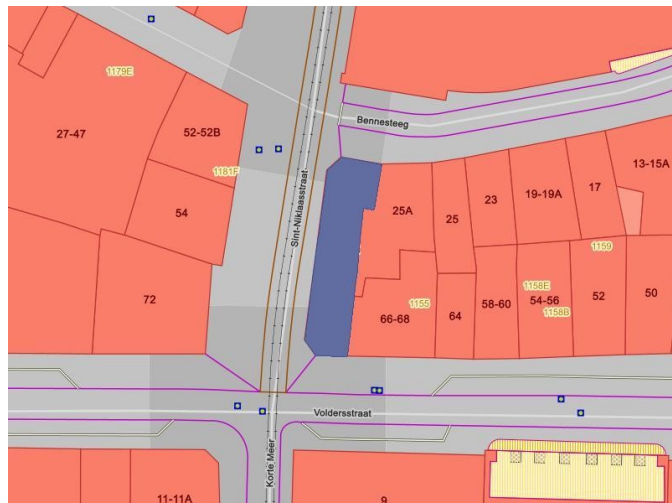 1179E
Bennesteeg
27-47
52-52B
13-15A
1181F
Sint-Niklaasstraat
23
19-19A
17
54
25A
25
1159
72
1158E
54-56
1158B
52
50
1155
66-68
64
58-60
Voldersstraat
Korte Meer
11-11A
9